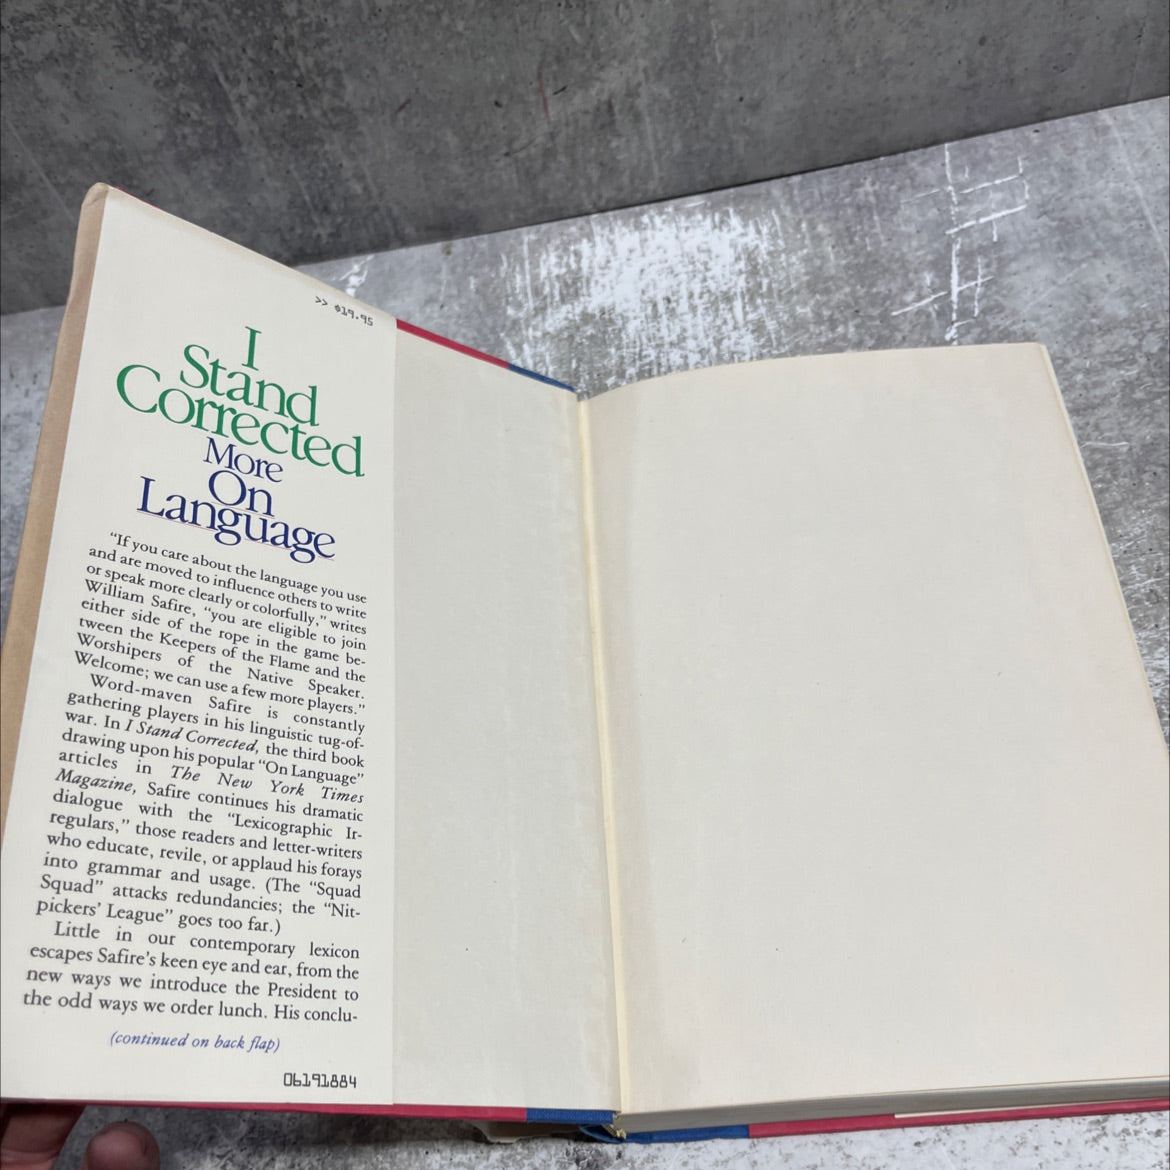 >> $19.95
I
Stand
Corrected
More
On
Language
"If you care about the language you use
and are moved to influence others to write
or speak more clearly or colorfully," writes
William Safire, "you are eligible to join
either side of the rope in the game be-
tween the Keepers of the Flame and the
Worshipers of the Native Speaker.
Welcome; we can use a few more players."
Word-maven Safire is constantly
gathering players in his linguistic tug-of-
war. In I Stand Corrected, the third book
drawing upon his popular "On Language"
articles in The New York Times
Magazine, Safire continues his dramatic
dialogue with the "Lexicographic Ir-
regulars," those readers and letter-writers
who educate, revile, or applaud his forays
into grammar and usage. (The "Squad
Squad" attacks redundancies; the "Nit-
pickers' League" goes too far.)
Little in our contemporary lexicon
escapes Safire's keen eye and ear, from the
new ways we introduce the President to
the odd ways we order lunch. His conclu-
(continued on back flap)
06191884